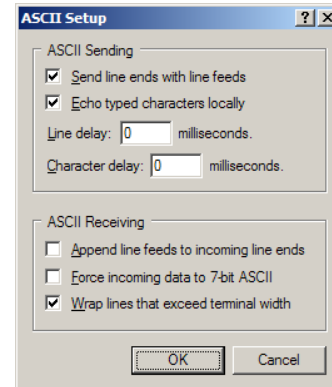 ASCII Setup
ASCII Sending
Send line ends with line feeds
Echo typed characters locally
Line delay: 0 milliseconds.
Character delay: 0 milliseconds.
ASCII Receiving
Append line feeds to incoming line ends
Force incoming data to 7-bit ASCII
Wrap lines that exceed terminal width
OK Cancel